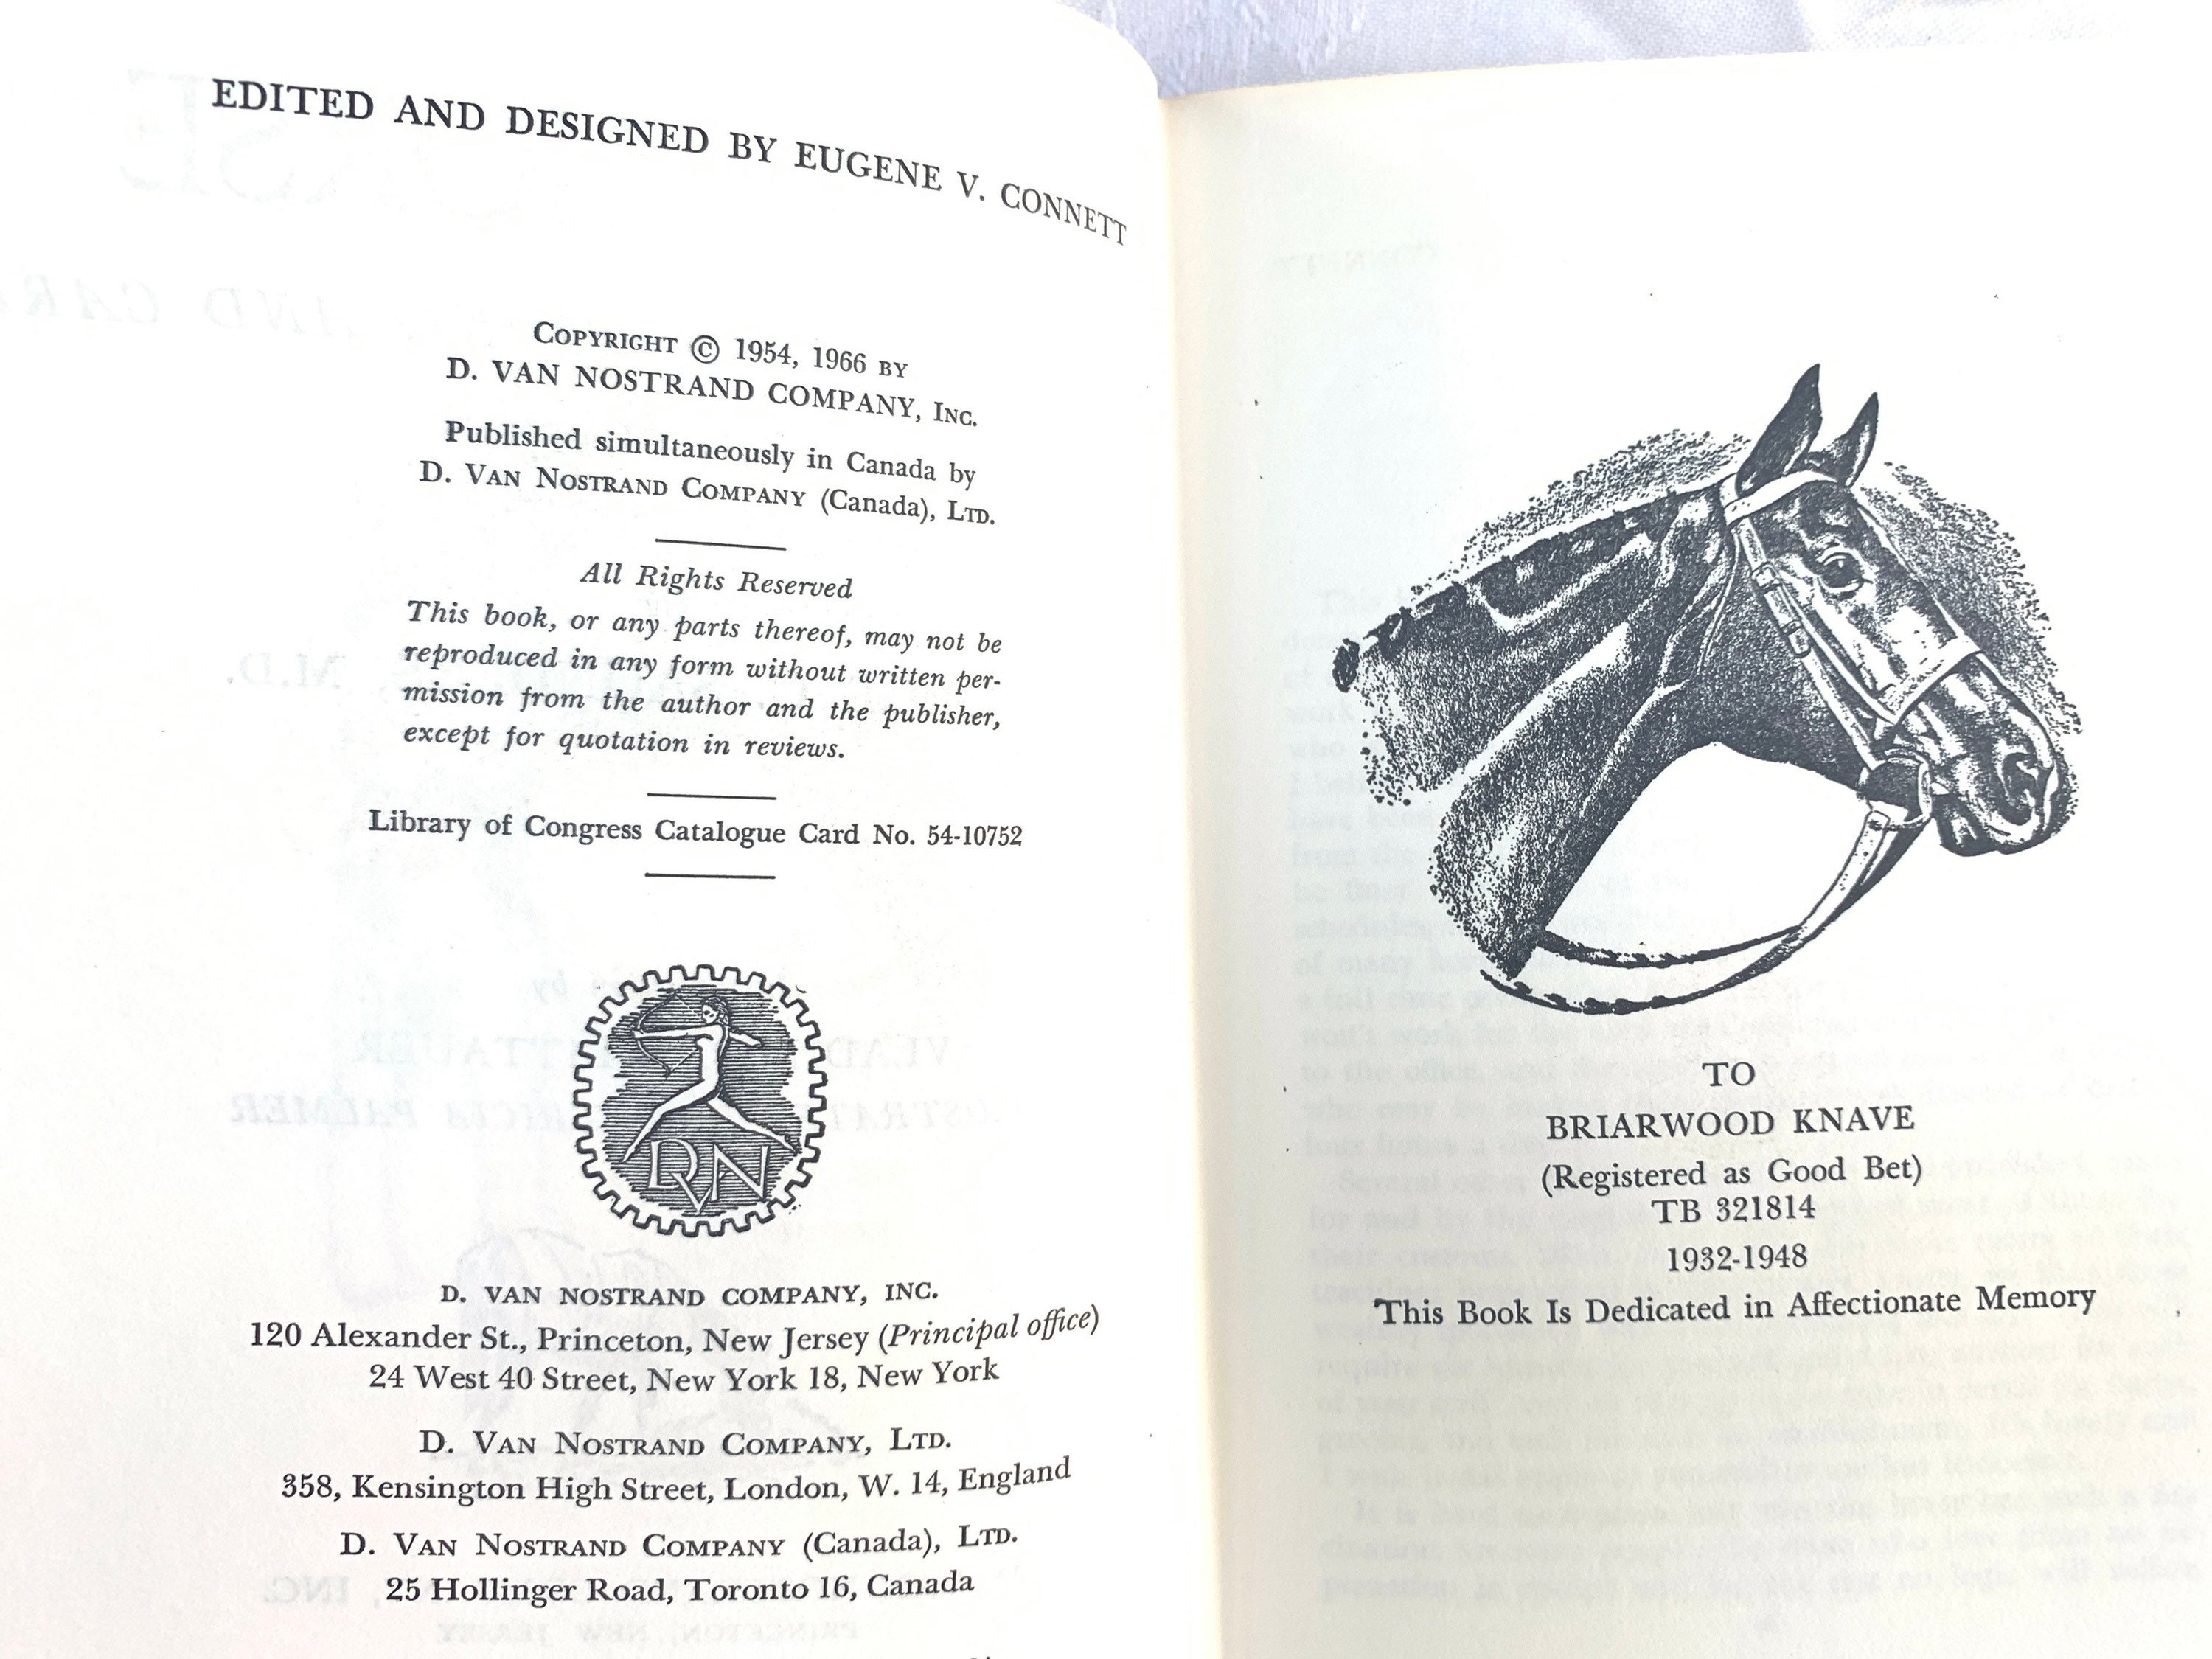 EDITED AND DESIGNED BY EUGENE V. CONNETT
COPYRIGHT © 1954, 1966 BY
D. VAN NOSTRAND COMPANY, INC.
Published simultaneously in Canada by
D. VAN NOSTRAND COMPANY (Canada), LTD.
All Rights Reserved
This book, or any parts thereof, may not be
reproduced in any form without written per-
mission from the author and the publisher,
except for quotation in reviews.
Library of Congress Catalogue Card No. 54-10752
DVN
D. VAN NOSTRAND COMPANY, INC.
120 Alexander St., Princeton, New Jersey (Principal office)
24 West 40 Street, New York 18, New York
D. VAN NOSTRAND COMPANY, LTD.
358, Kensington High Street, London, W. 14, England
D. VAN NOSTRAND COMPANY (Canada), LTD.
25 Hollinger Road, Toronto 16, Canada
TO
BRIARWOOD KNAVE
(Registered as Good Bet)
TB 321814
1932-1948
This Book Is Dedicated in Affectionate Memory